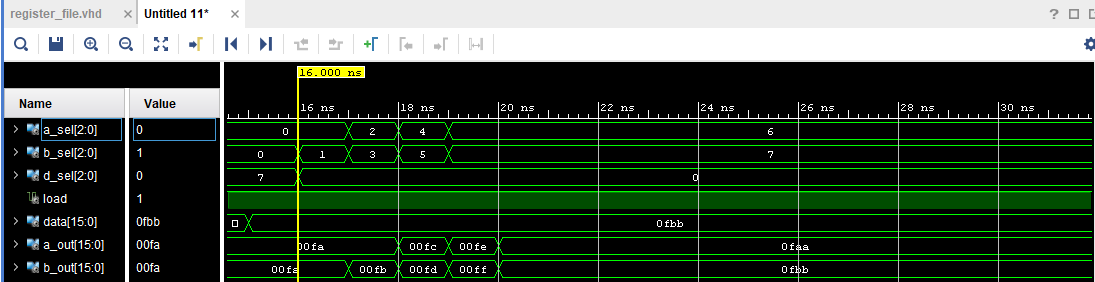 register_file.vhd × Untitled 11* ×
?
16.000 ns
Name Value
16 ns 18 ns 20 ns 22 ns 24 ns 26 ns 28 ns 30 ns
a_sel[2:0] 0 0 2 4 6
b_sel[2:0] 1 0 1 3 5 7
d_sel[2:0] 0 7 0
load 1
data[15:0] 0fbb 0fbb
a_out[15:0] 00fa 00fa 00fc 00fe 0faa
b_out[15:0] 00fa 00fa 00fb 00fd 00ff 0fbb